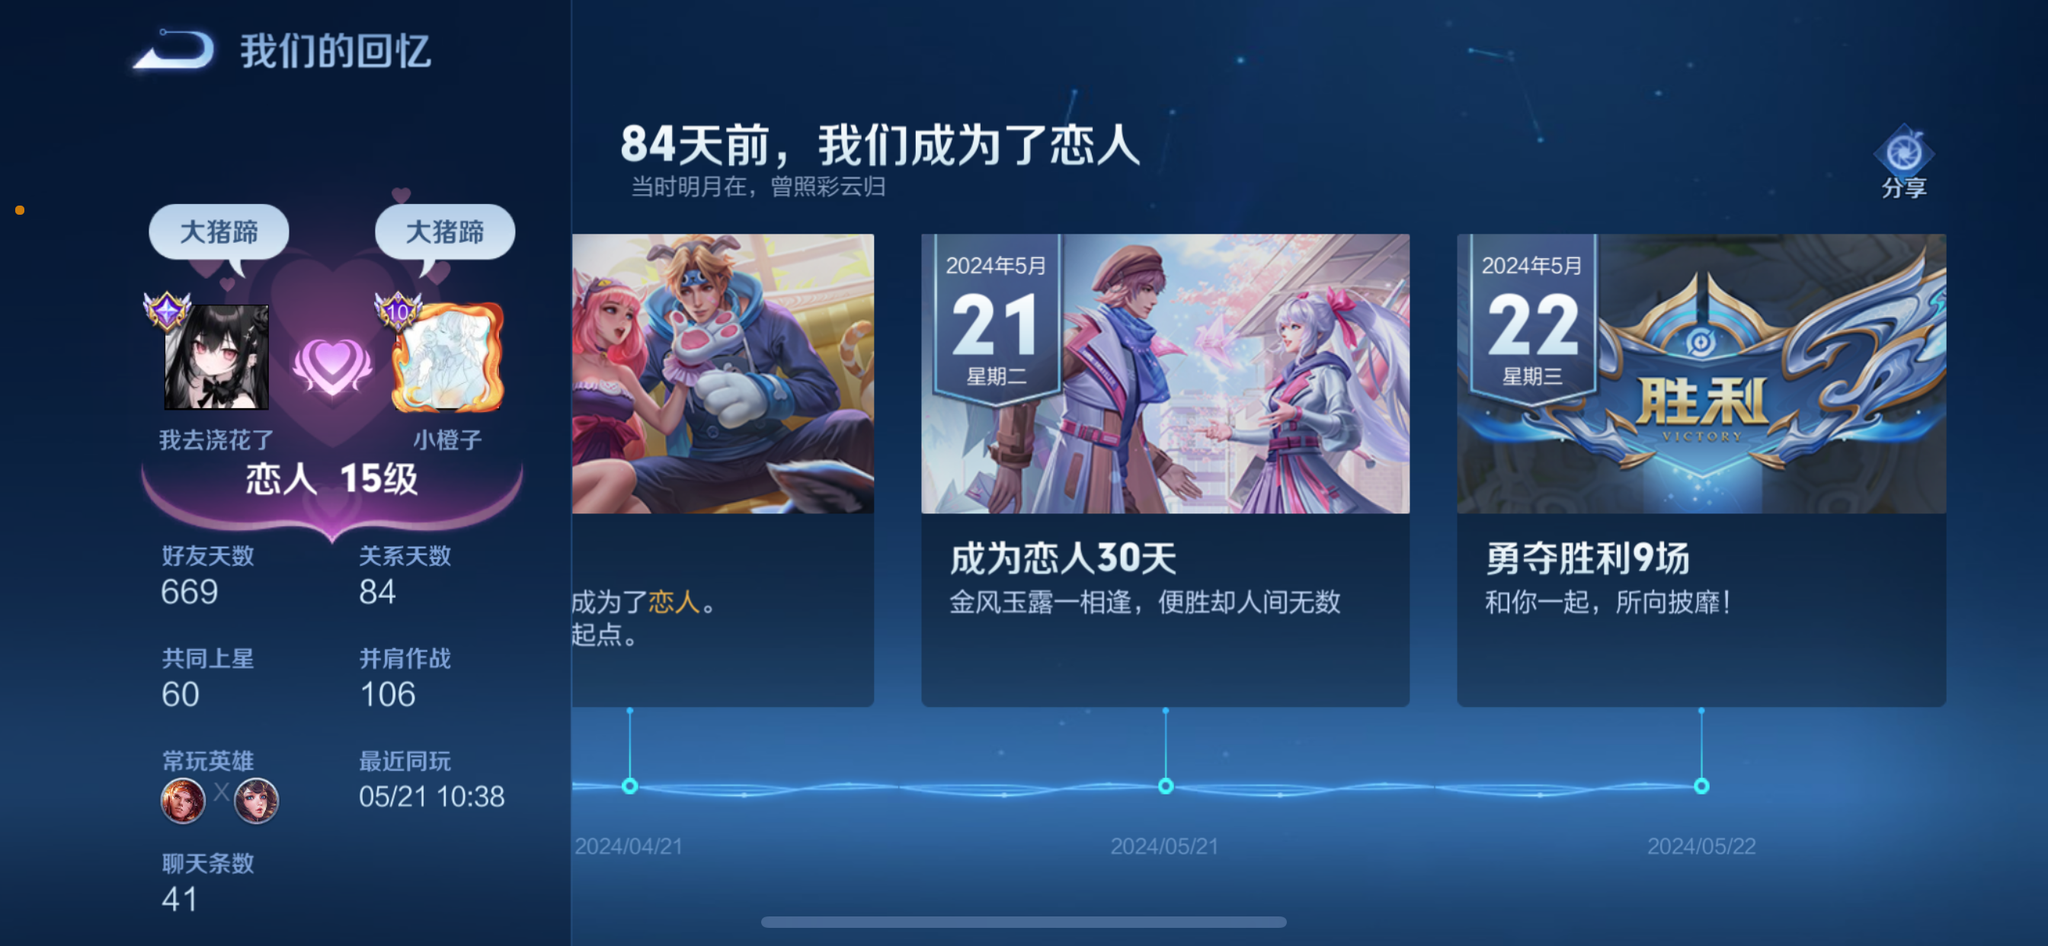 我们的回忆
大猪蹄
大猪蹄
10
我去浇花了
小橙子
恋人 15级
好友天数
关系天数
669
84
共同上星
并肩作战
60
106
常玩英雄
最近同玩
X
05/21 10:38
聊天条数
41
84天前，我们成为了恋人
当时明月在，曾照彩云归
分享
成为了恋人。
起点。
2024年5月
21
星期二
成为恋人30天
金风玉露一相逢，便胜却人间无数
2024年5月
22
星期三
胜利
VICTORY
勇夺胜利9场
和你一起，所向披靡！
2024/04/21
2024/05/21
2024/05/22